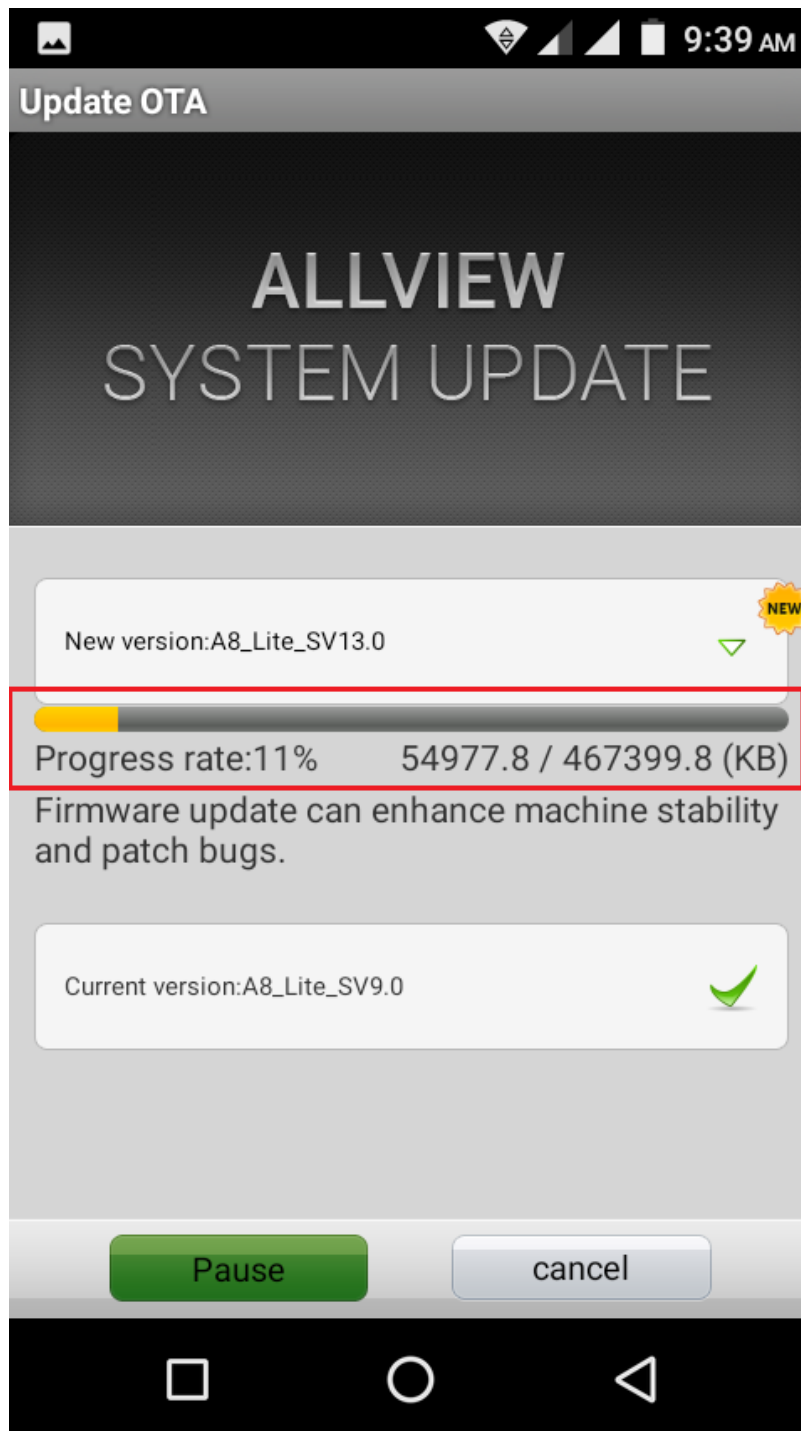 9:39 AM
Update OTA
ALLVIEW
SYSTEM UPDATE
NEW
New version:A8_Lite_SV13.0
Progress rate:11% 54977.8 / 467399.8 (KB)
Firmware update can enhance machine stability
and patch bugs.
Current version:A8_Lite_SV9.0
Pause cancel